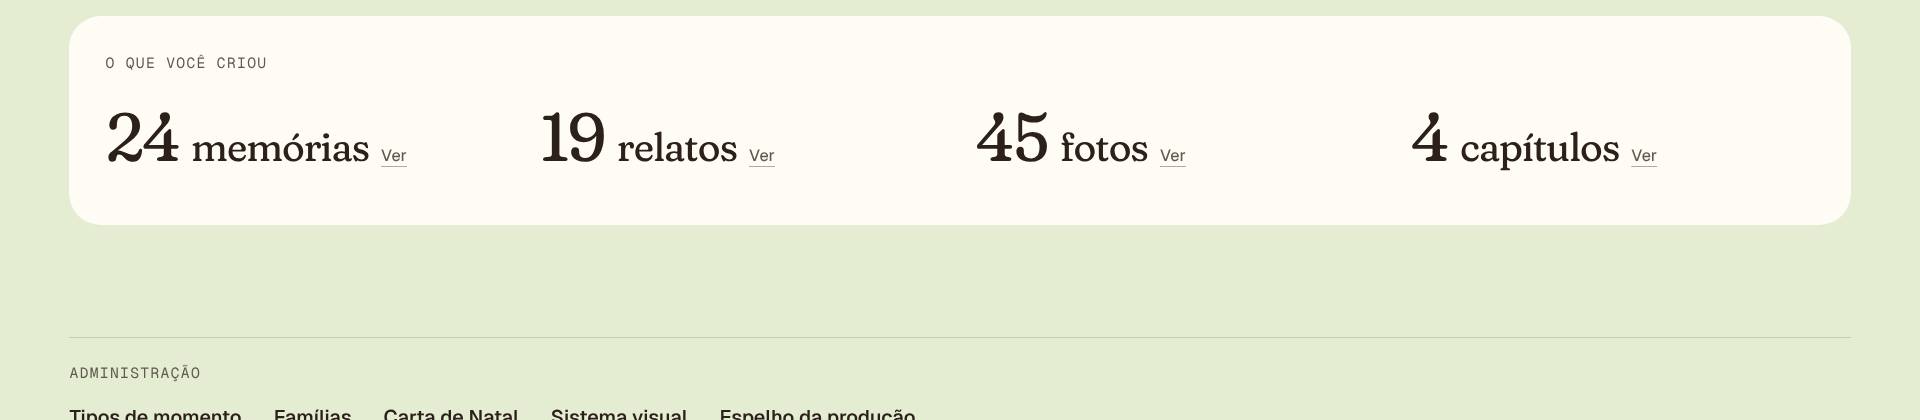 O QUE VOCÊ CRIOU
24 memórias Ver 19 relatos Ver 45 fotos Ver 4 capítulos Ver
ADMINISTRAÇÃO
Tipos de momento Famílias Carta de Natal Sistema visual Espelho da produção